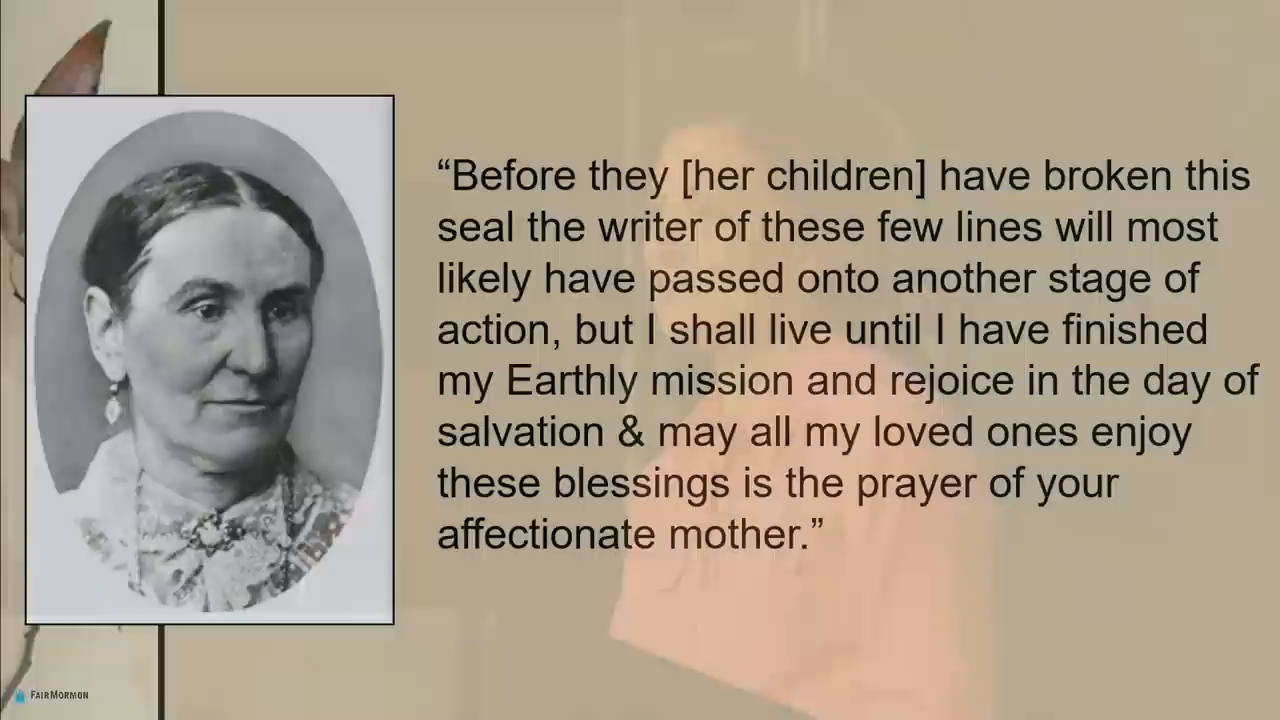 “Before they [her children] have broken this
seal the writer of these few lines will most
likely have passed onto another stage of
action, but I shall live until I have finished
my Earthly mission and rejoice in the day of
salvation & may all my loved ones enjoy
these blessings is the prayer of your
affectionate mother.”
FAIRMORMON